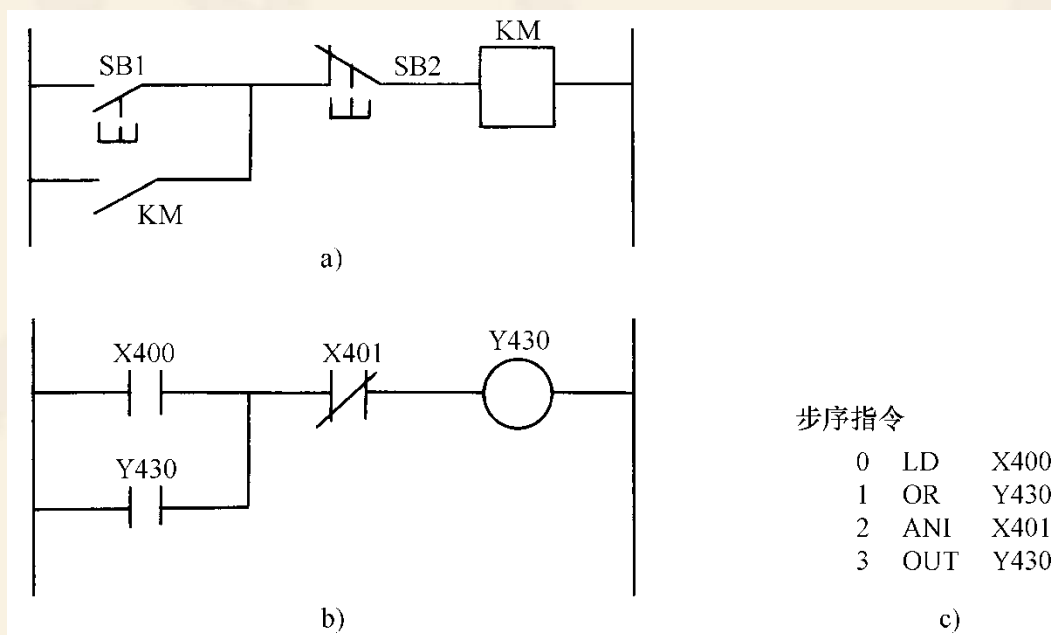 KM
SB1
SB2
KM
a)
X400
X401
Y430
Y430
b)
步序指令
0 LD X400
1 OR Y430
2 ANI X401
3 OUT Y430
c)